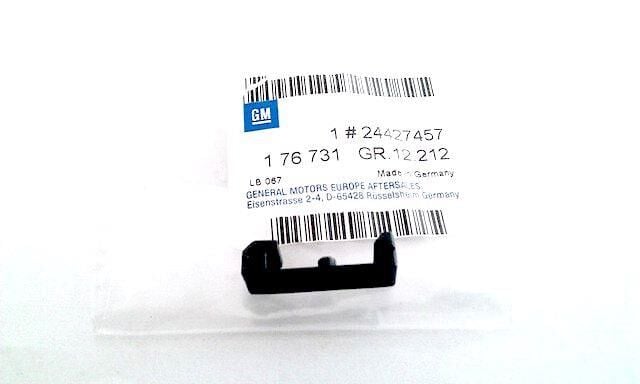 GM
1 # 24427457
1 76 731 GR.12.212
LB 067
Made in Germany
GENERAL MOTORS EUROPE AFTERSALES,
Eisenstrasse 2-4, D-65428 Rüsselsheim Germany